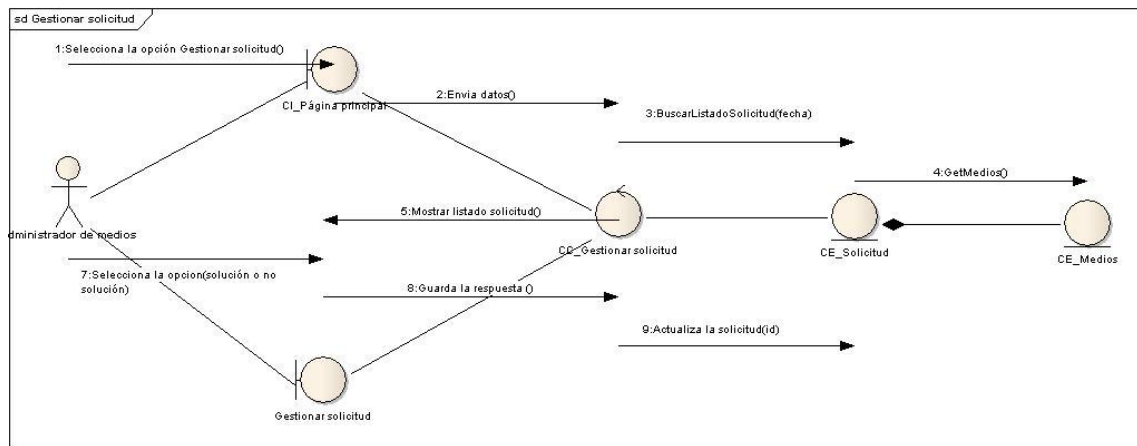 sd Gestionar solicitud
1:Selecciona la opción Gestionar solicitud()
CI_Página principal
2:Envia datos()
3:BuscarListadoSolicitud(fecha)
4:GetMedios()
5:Mostrar listado solicitud()
dministrador de medios
CC_Gestionar solicitud
CE_Solicitud
CE_Medios
7:Selecciona la opcion(solución o no
solución)
8:Guarda la respuesta ()
9:Actualiza la solicitud(id)
Gestionar solicitud